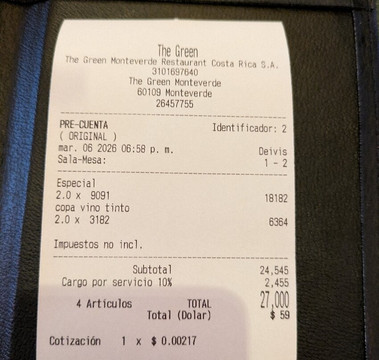 The Green
The Green Monteverde Restaurant Costa Rica S.A.
3101697640
The Green Monteverde
60109 Monteverde
26457755
PRE-CUENTA Identificador: 2
( ORIGINAL )
mar. 06 2026 06:58 p. m. Deivis
Sala-Mesa: 1 - 2
Especial
2.0 x 9091 18182
copa vino tinto
2.0 x 3182 6364
Impuestos no incl.
Subtotal 24,545
Cargo por servicio 10% 2,455
4 Artículos TOTAL 27,000
Total (Dolar) $ 59
Cotización 1 x $ 0.00217